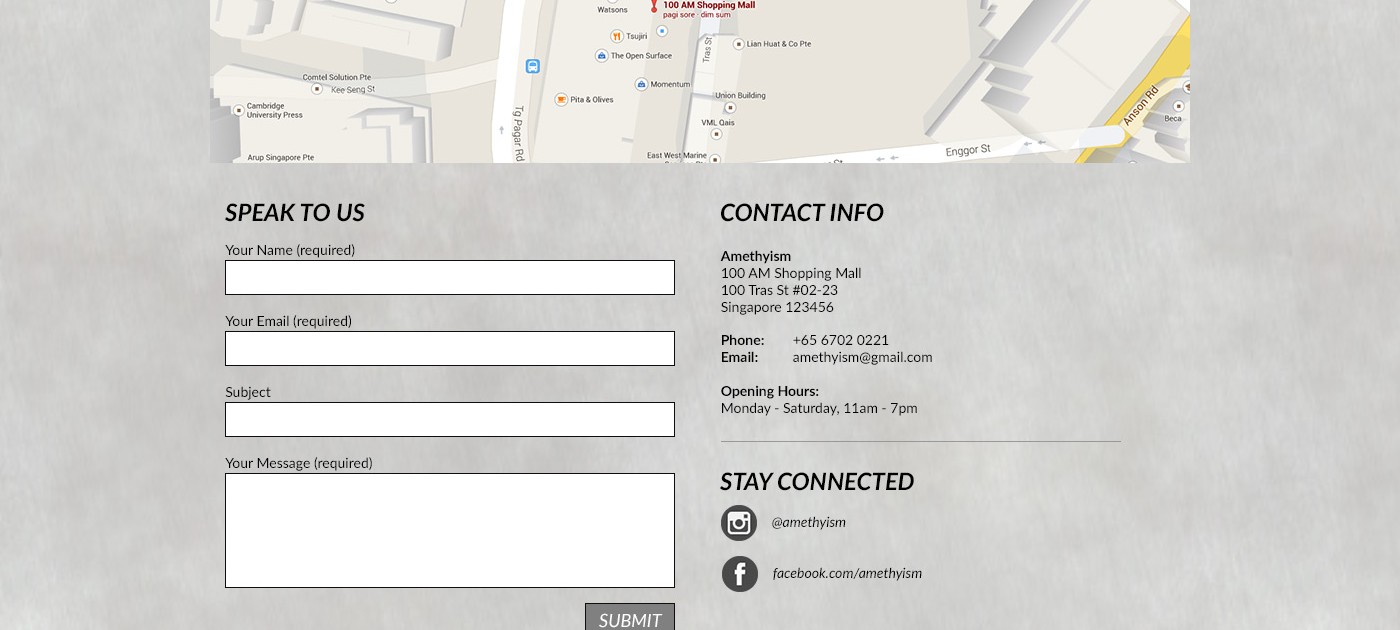 100 AM Shopping Mall
pagi sore · dim sum
Watsons
Tsujiri
Tras St
Lian Huat & Co Pte
The Open Surface
Comtel Solution Pte
Kee Seng St
Momentum
Union Building
Pita & Olives
Cambridge
University Press
Tg Pagar Rd
VML Qais
Anson Rd
Beca
Arup Singapore Pte
East West Marine
Enggor St
SPEAK TO US
Your Name (required)
Your Email (required)
Subject
Your Message (required)
SUBMIT
CONTACT INFO
Amethyism
100 AM Shopping Mall
100 Tras St #02-23
Singapore 123456
Phone: +65 6702 0221
Email: amethyism@gmail.com
Opening Hours:
Monday - Saturday, 11am - 7pm
STAY CONNECTED
@amethyism
facebook.com/amethyism